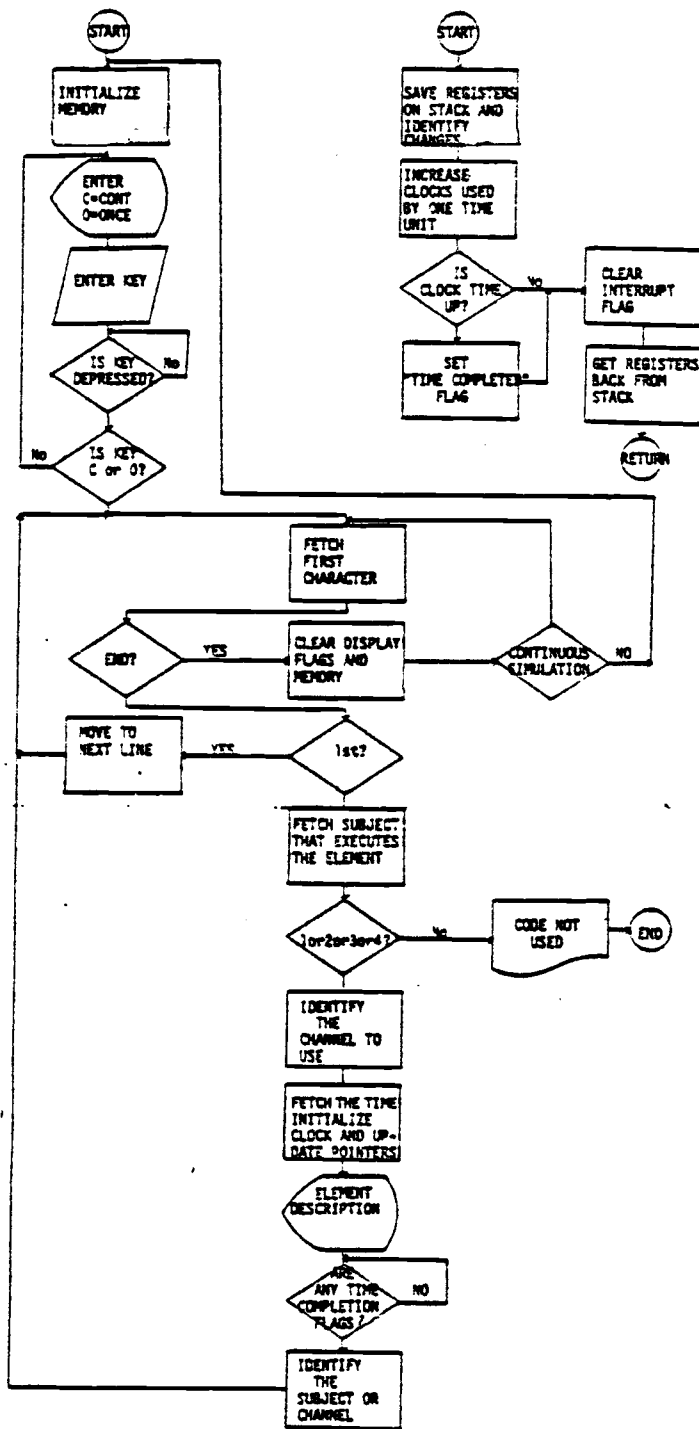 START
INITIALIZE
MEMORY
ENTER
C=CONT
O=ONCE
ENTER KEY
IS KEY
DEPRESSED?
No
IS KEY
C or O?
No
START
SAVE REGISTERS
ON STACK AND
IDENTIFY
CHANGES
INCREASE
CLOCKS USED
BY ONE TIME
UNIT
IS
CLOCK TIME
UP?
No
SET
"TIME COMPLETED"
FLAG
CLEAR
INTERRUPT
FLAG
GET REGISTERS
BACK FROM
STACK
RETURN
FETCH
FIRST
CHARACTER
END?
YES
CLEAR DISPLAY
FLAGS AND
MEMORY
CONTINUOUS
SIMULATION
NO
MOVE TO
NEXT LINE
YES
1st?
FETCH SUBJECT
THAT EXECUTES
THE ELEMENT
1or2or3or4?
No
CODE NOT
USED
END
IDENTIFY
THE
CHANNEL TO
USE
FETCH THE TIME
INITIALIZE
CLOCK AND UP-
DATE POINTERS
ELEMENT
DESCRIPTION
ARE
ANY TIME
COMPLETION
FLAGS?
NO
IDENTIFY
THE
SUBJECT OR
CHANNEL